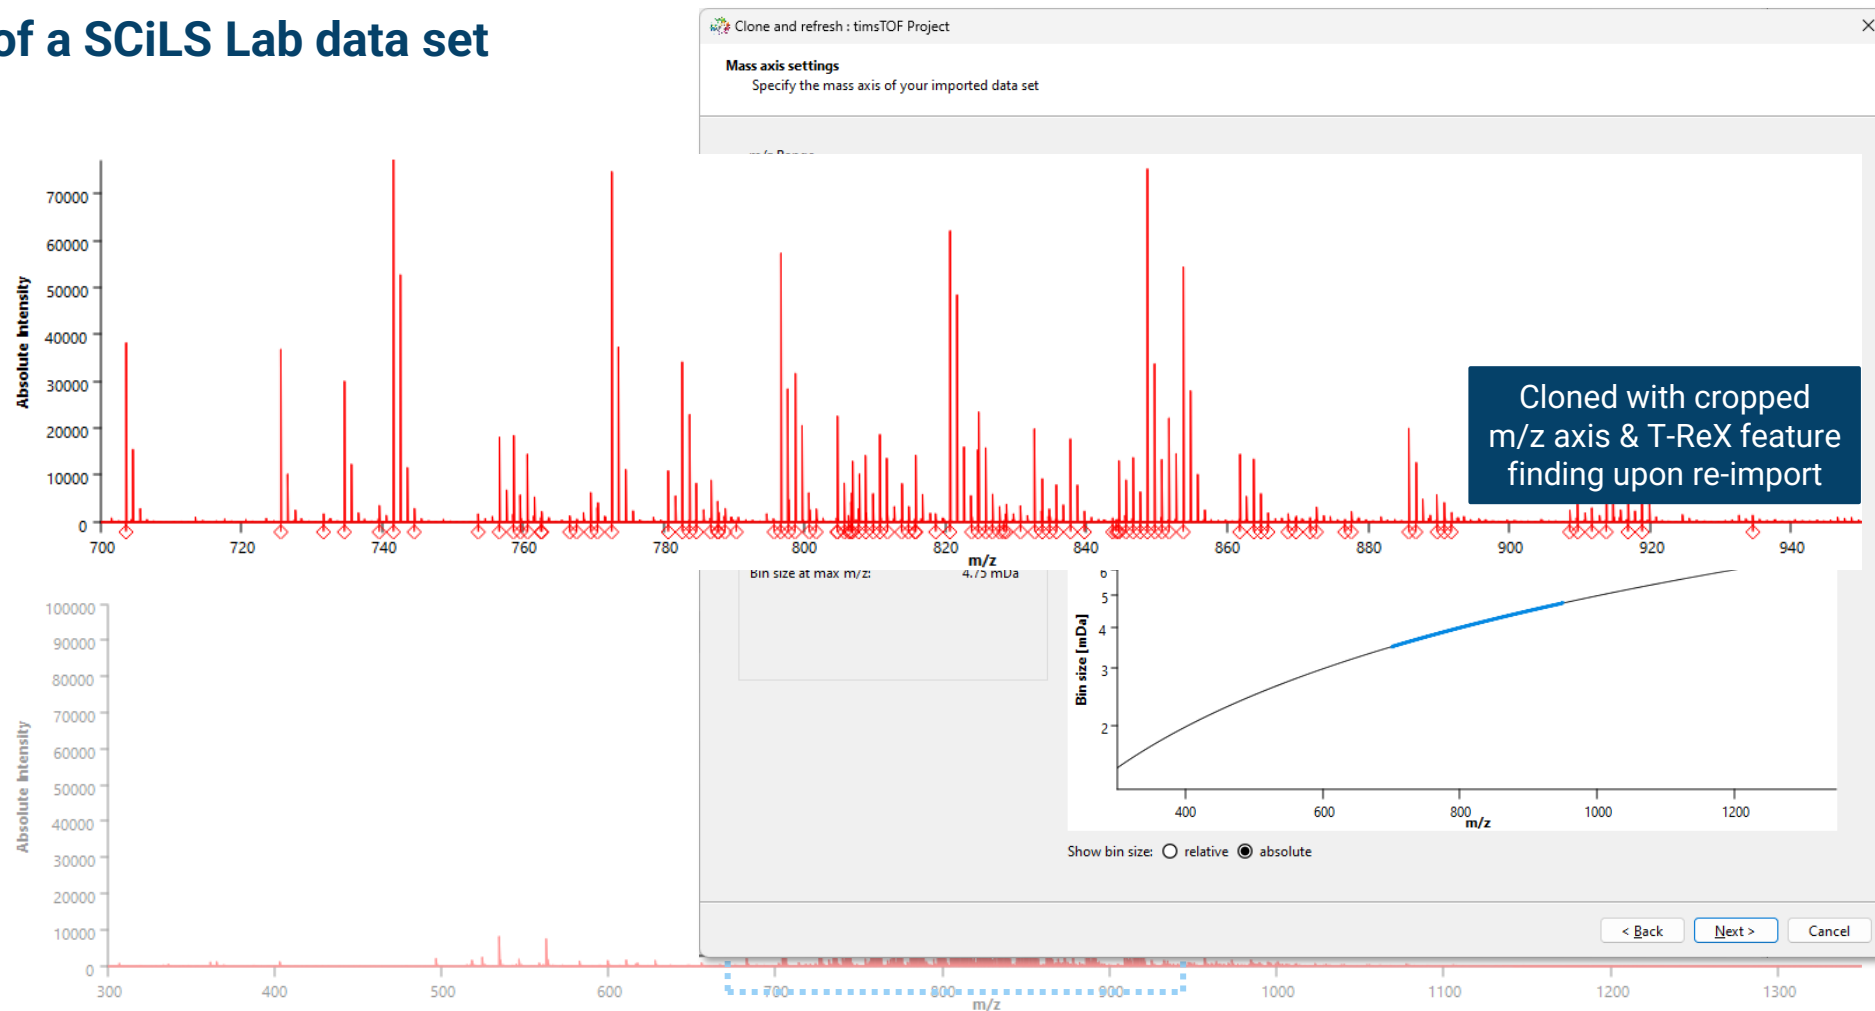 of a SCiLS Lab data set
Clone and refresh : timsTOF Project
Mass axis settings
Specify the mass axis of your imported data set
70000
60000
50000
40000
30000
20000
10000
0
Absolute Intensity
700 720 740 760 780 800 820 840 860 880 900 920 940
m/z
Cloned with cropped
m/z axis & T-ReX feature
finding upon re-import
Bin size at max m/z: 4.75 mDa
6
5
4
3
2
Bin size [mDa]
400 600 800 1000 1200
m/z
Show bin size: relative absolute
< Back Next > Cancel
100000
90000
80000
70000
60000
50000
40000
30000
20000
10000
0
Absolute Intensity
300 400 500 600 700 800 900 1000 1100 1200 1300
m/z